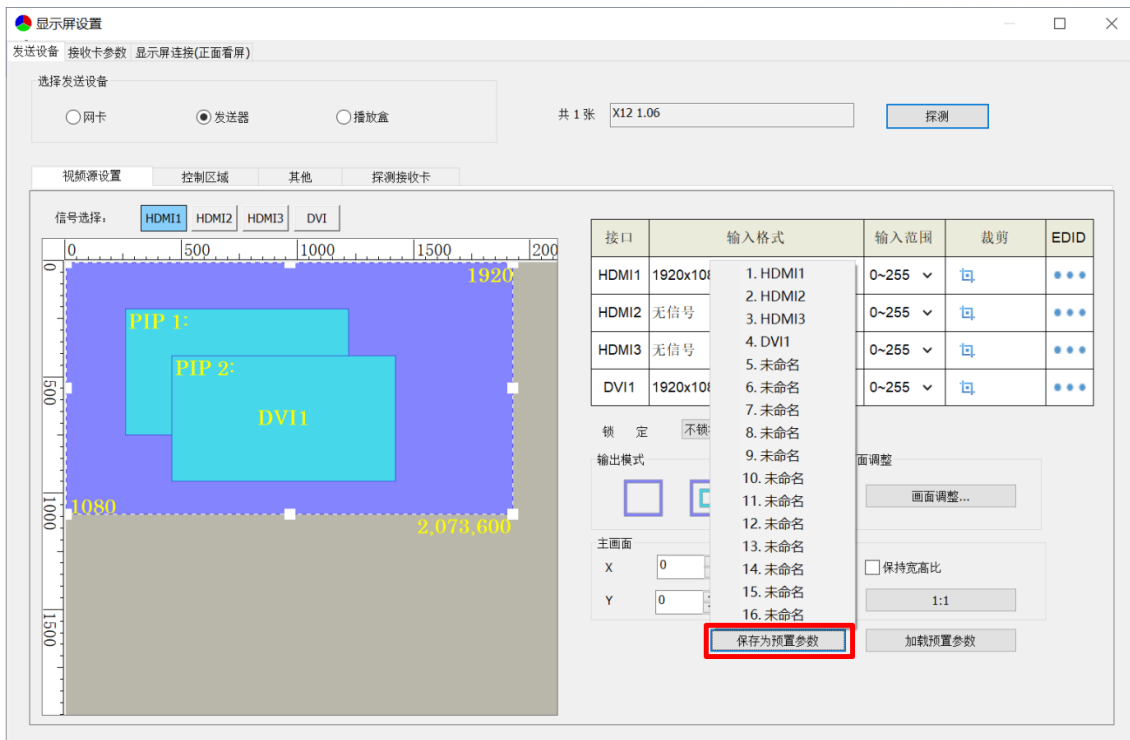 显示屏设置
发送设备 接收卡参数 显示屏连接(正面看屏)
选择发送设备
网卡 发送器 播放盒
共 1 张 X12 1.06 探测
视频源设置 控制区域 其他 探测接收卡
信号选择: HDMI1 HDMI2 HDMI3 DVI
0 500 1000 1500 200
0
500
1000
1500
1920
PIP 1:
PIP 2:
DVI1
1080
2,073,600
接口 输入格式 输入范围 裁剪 EDID
HDMI1 1920x108 0~255
HDMI2 无信号 0~255
HDMI3 无信号 0~255
DVI1 1920x108 0~255
1. HDMI1
2. HDMI2
3. HDMI3
4. DVI1
5. 未命名
6. 未命名
7. 未命名
8. 未命名
9. 未命名
10. 未命名
11. 未命名
12. 未命名
13. 未命名
14. 未命名
15. 未命名
16. 未命名
锁 定 不锁
输出模式
面调整
画面调整...
主画面
X 0
保持宽高比
Y 0
1:1
保存为预置参数 加载预置参数